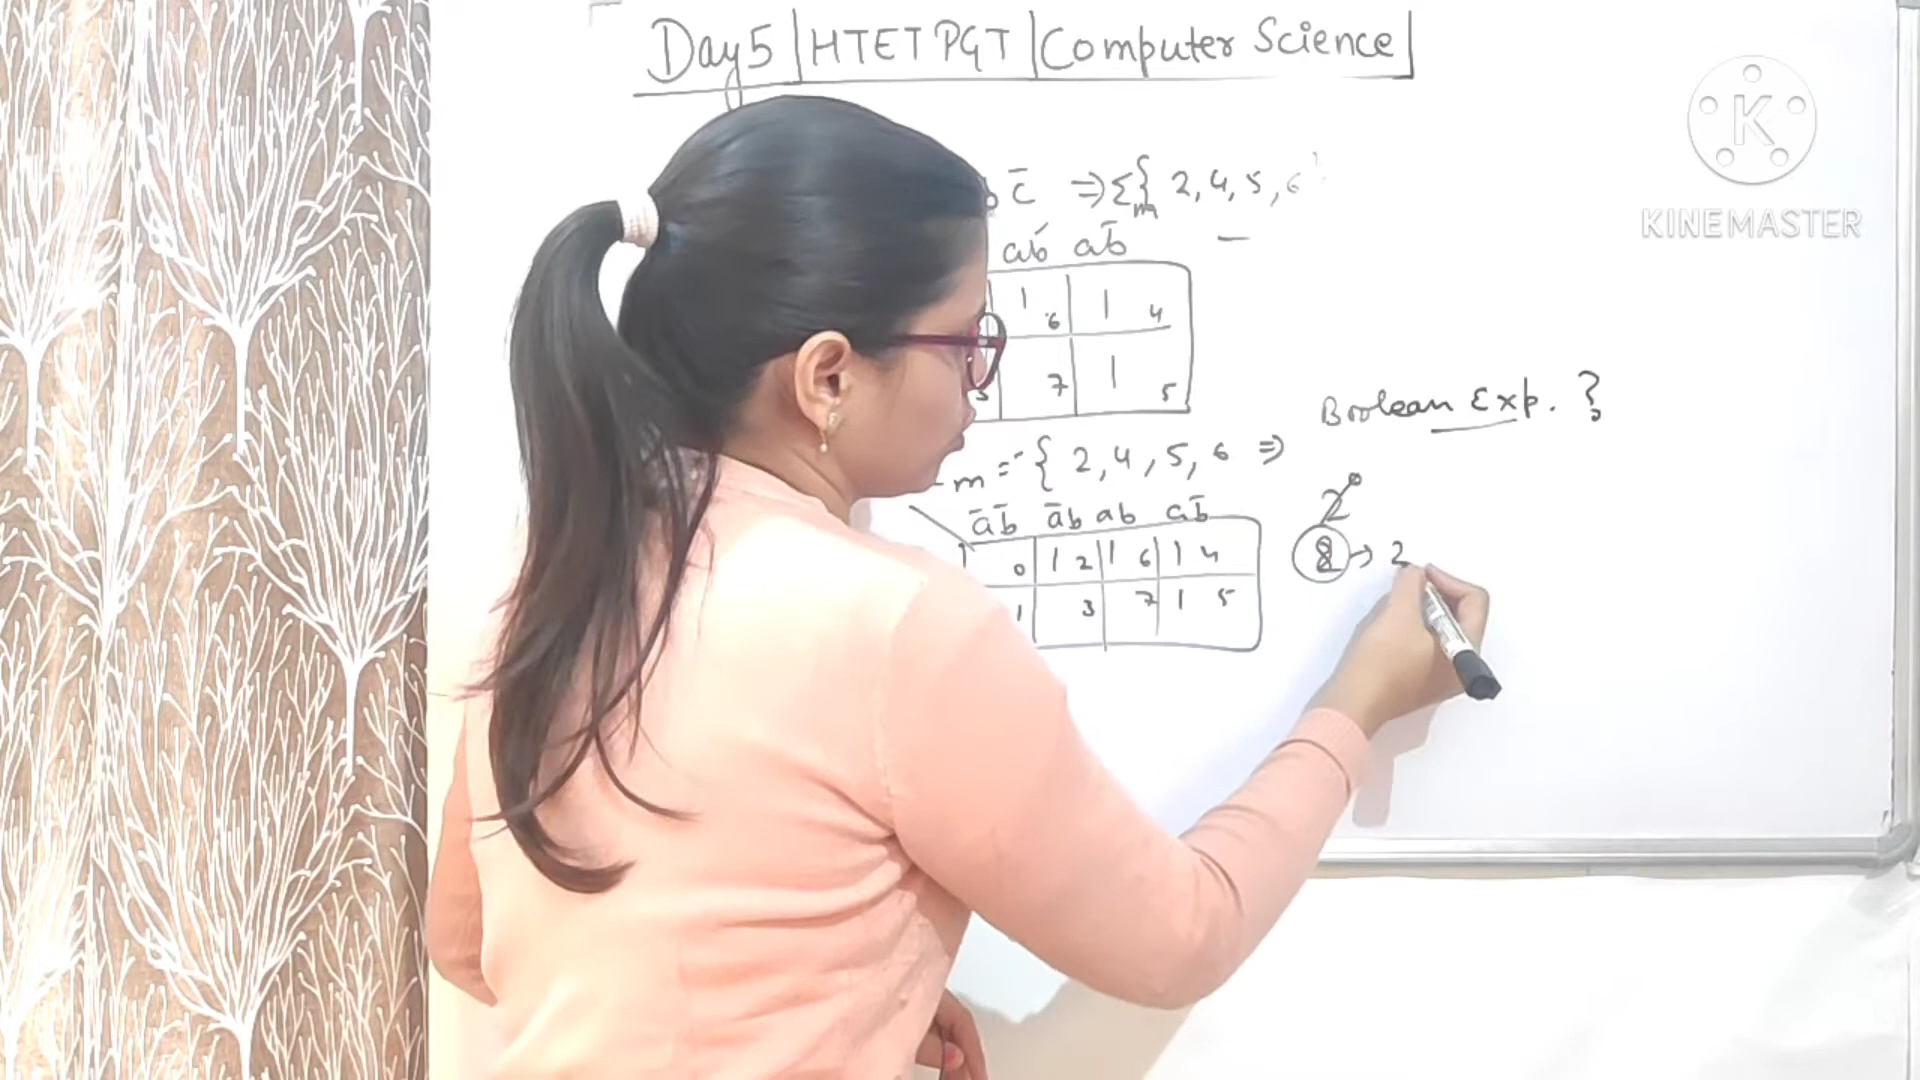 Day 5 | HTET PGT | Computer Science |
K
KINEMASTER
b c̄ ⇒ Σm { 2, 4, 5, 6
ab̄ ab̄
1 6 1 4
3 7 1 5
Boolean Exp. ?
m = { 2, 4, 5, 6 ⇒
āb̄ āb ab ab̄
0 1 2 1 6 1 4
→ 2
1 3 7 1 5